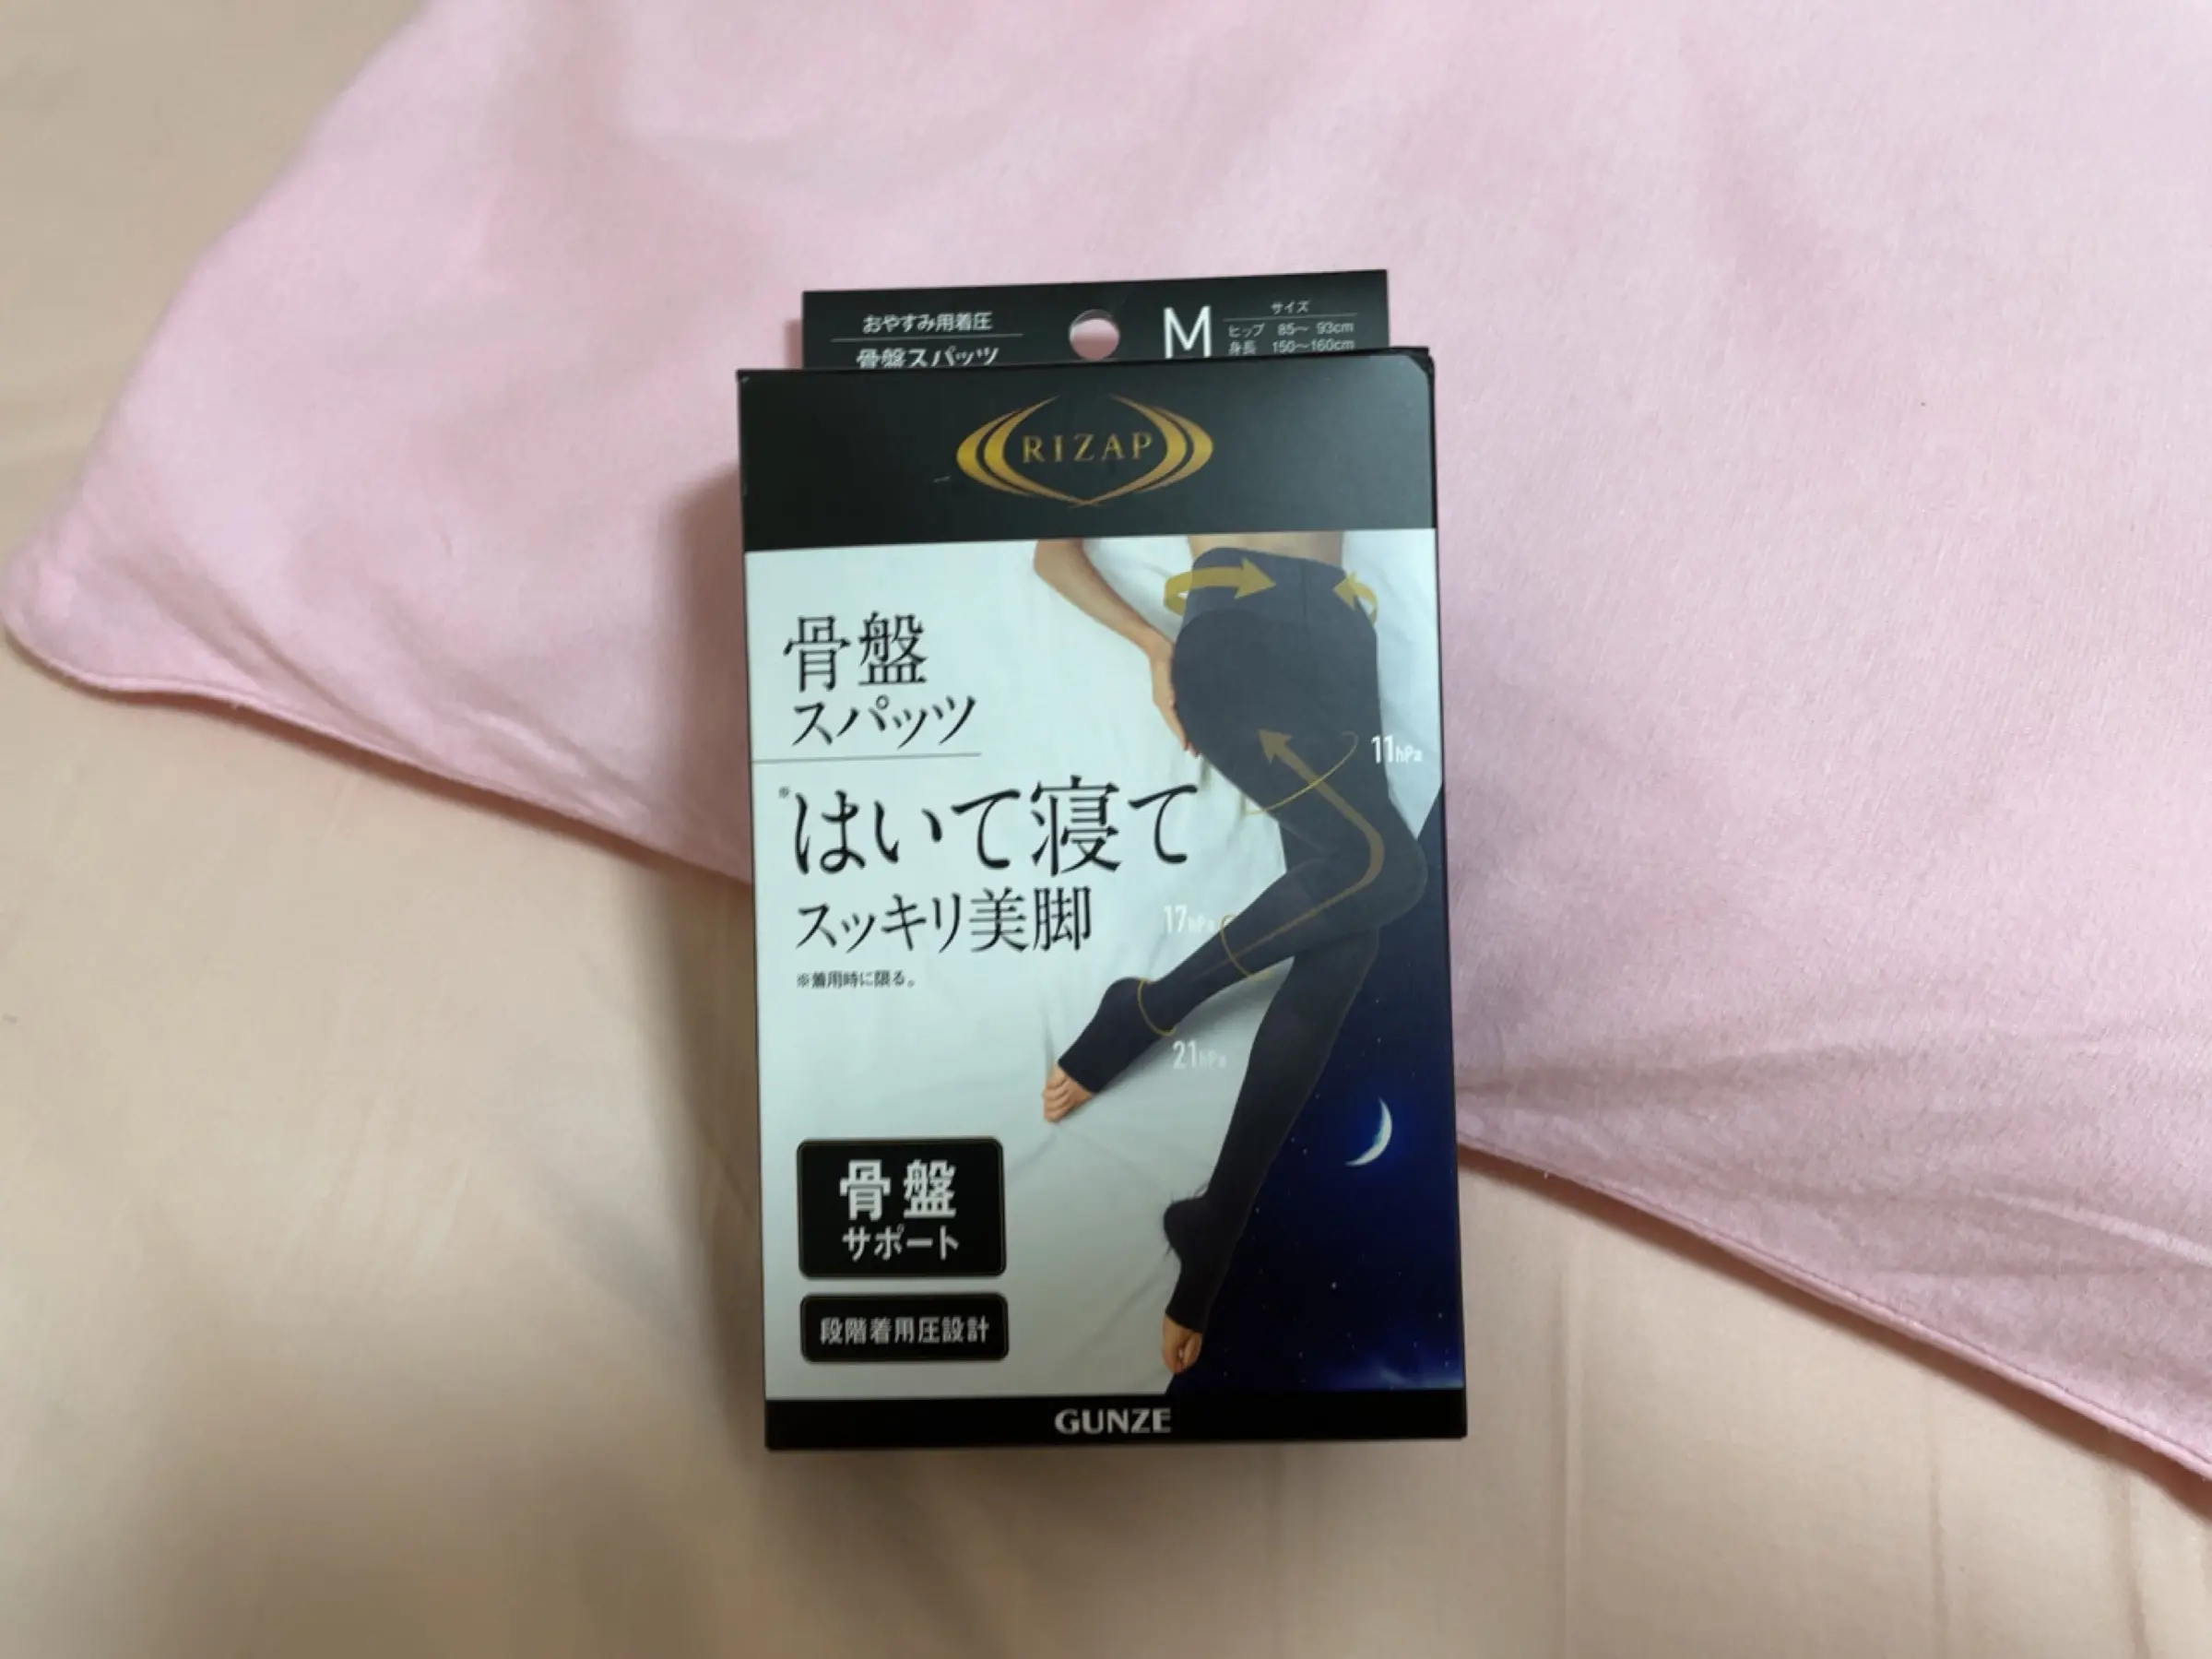 おやすみ用着圧
骨盤スパッツ
M
サイズ
ヒップ 85～ 93cm
身長 150～160cm
RIZAP
骨盤
スパッツ
※はいて寝て
スッキリ美脚
※着用時に限る。
11hPa
17hPa
21hPa
骨盤
サポート
段階着用圧設計
GUNZE